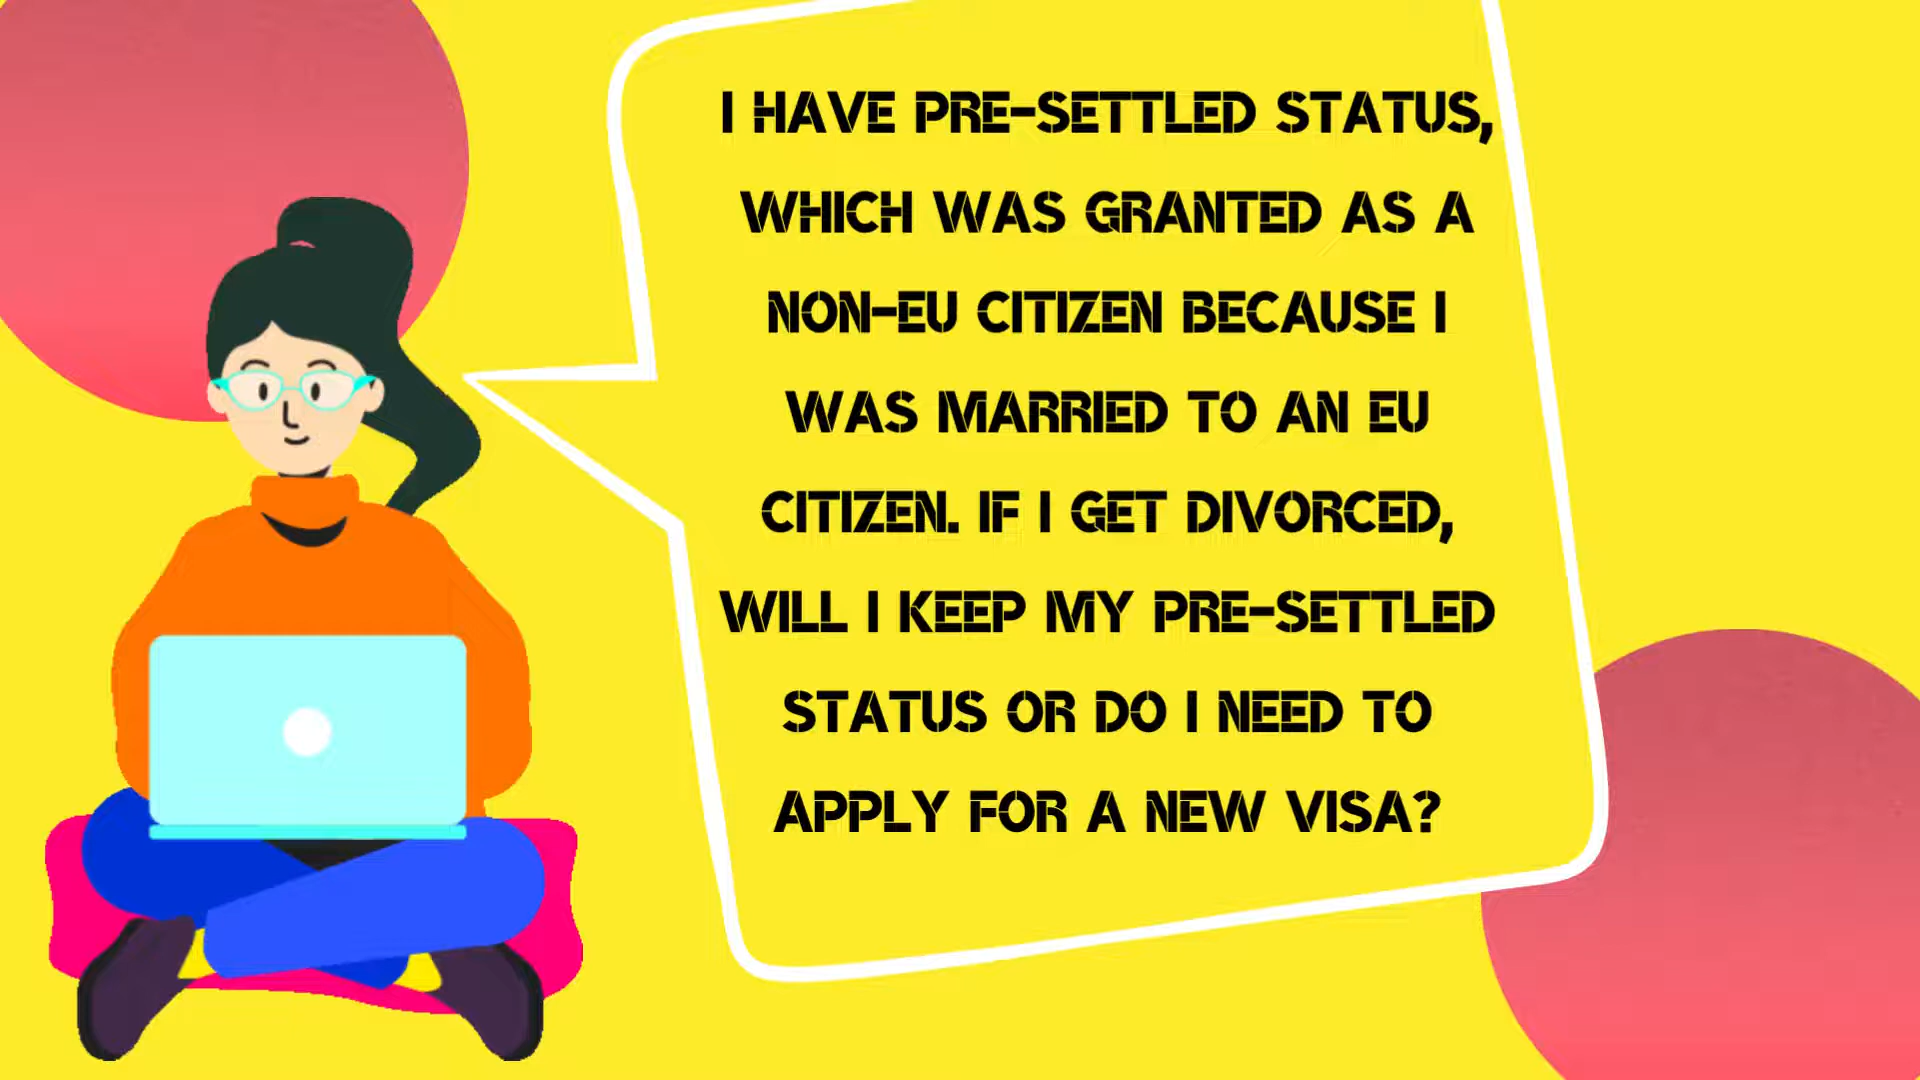 I HAVE PRE-SETTLED STATUS,
WHICH WAS GRANTED AS A
NON-EU CITIZEN BECAUSE I
WAS MARRIED TO AN EU
CITIZEN. IF I GET DIVORCED,
WILL I KEEP MY PRE-SETTLED
STATUS OR DO I NEED TO
APPLY FOR A NEW VISA?